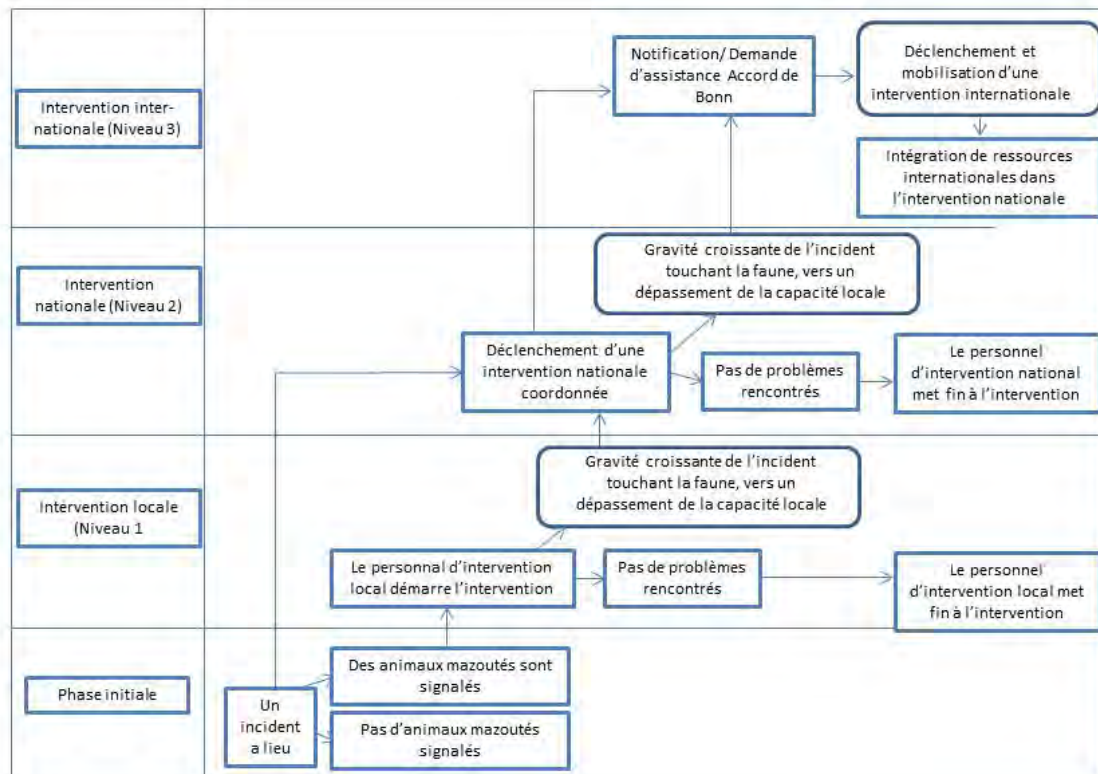 Notification/ Demande
d'assistance Accord de
Bonn
Déclenchement et
mobilisation d'une
intervention internationale
Intervention inter-
nationale (Niveau 3)
Intégration de ressources
internationales dans
l'intervention nationale
Gravité croissante de l'incident
touchant la faune, vers un
dépassement de la capacité locale
Intervention
nationale (Niveau 2)
Déclenchement d'une
intervention nationale
coordonnée
Pas de problèmes
rencontrés
Le personnel
d'intervention national
met fin à l'intervention
Gravité croissante de l'incident
touchant la faune, vers un
dépassement de la capacité locale
Intervention locale
(Niveau 1
Le personnal d'intervention
local démarre l'intervention
Pas de problèmes
rencontrés
Le personnel
d'intervention local met
fin à l'intervention
Phase initiale
Un
incident
a lieu
Des animaux mazoutés sont
signalés
Pas d'animaux mazoutés
signalés